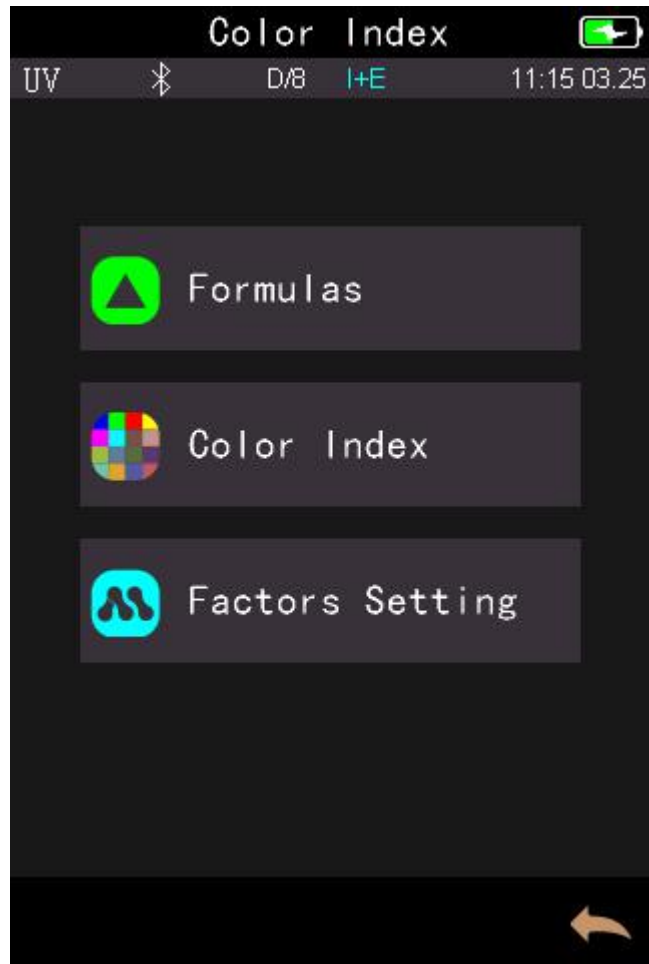 Color Index
UV D/8 I+E 11:15 03.25
Formulas
Color Index
Factors Setting